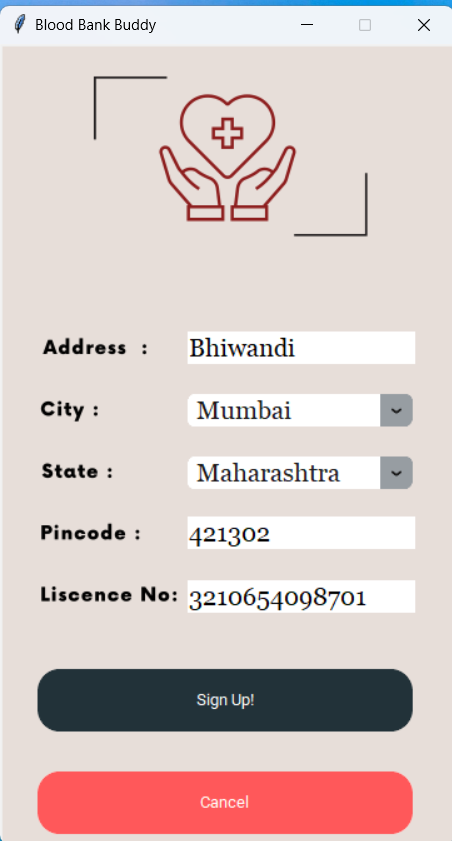 Blood Bank Buddy
Address : Bhiwandi
City : Mumbai
State : Maharashtra
Pincode : 421302
Liscence No: 3210654098701
Sign Up!
Cancel